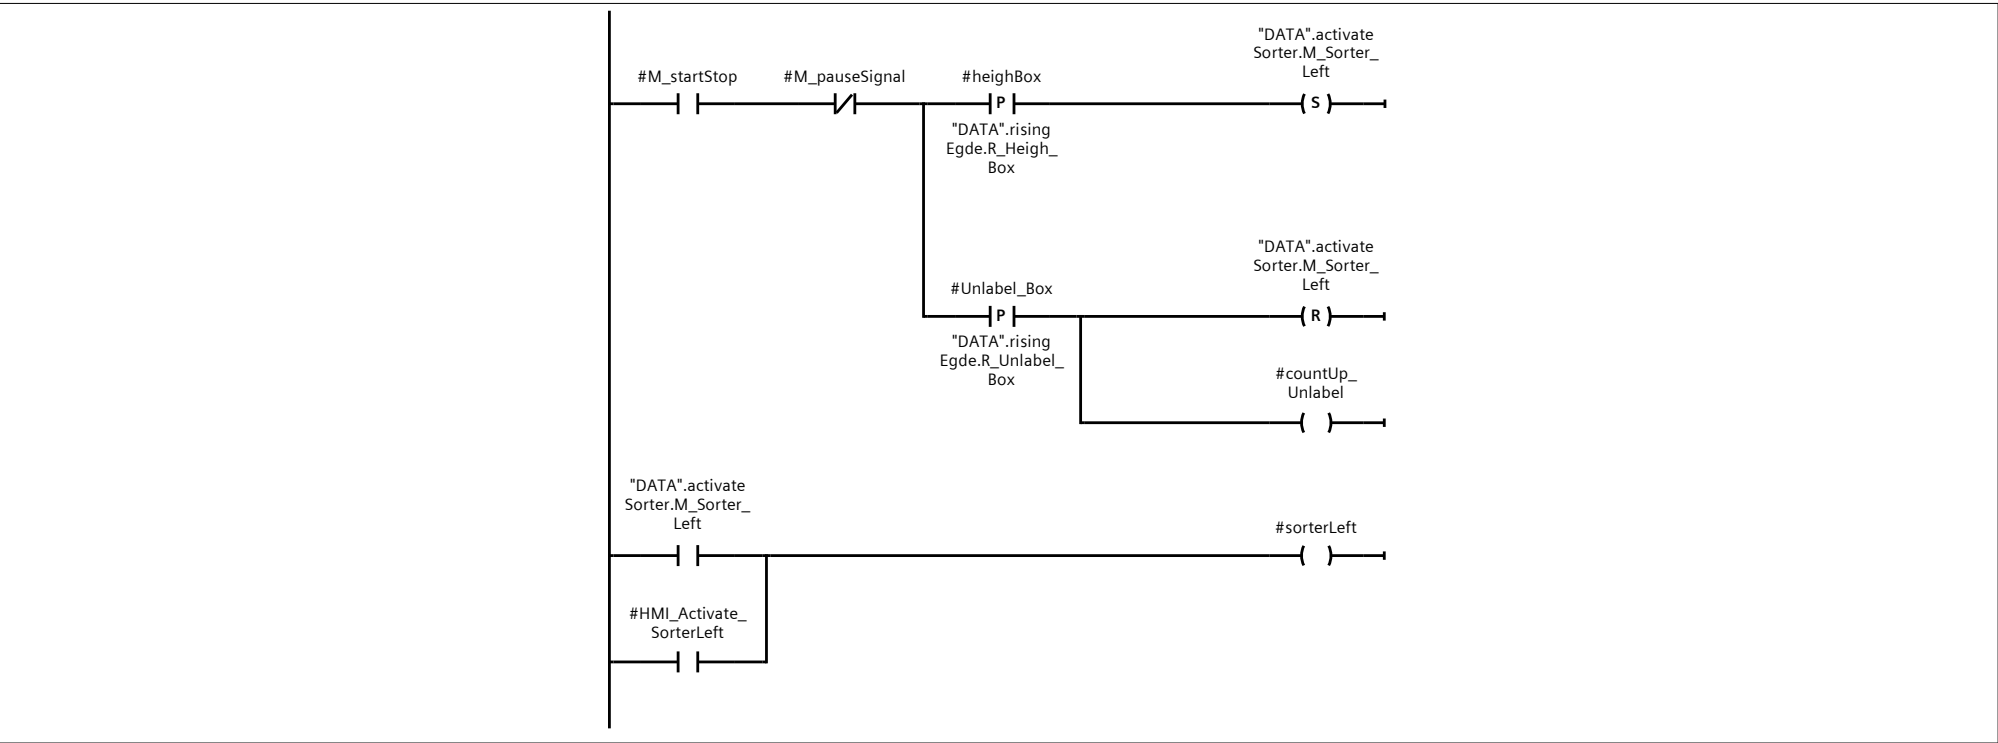 "DATA".activate
Sorter.M_Sorter_
Left
#M_startStop
#M_pauseSignal
#heighBox
P
S
"DATA".rising
Egde.R_Heigh_
Box
"DATA".activate
Sorter.M_Sorter_
Left
#Unlabel_Box
P
R
"DATA".rising
Egde.R_Unlabel_
Box
#countUp_
Unlabel
"DATA".activate
Sorter.M_Sorter_
Left
#sorterLeft
#HMI_Activate_
SorterLeft